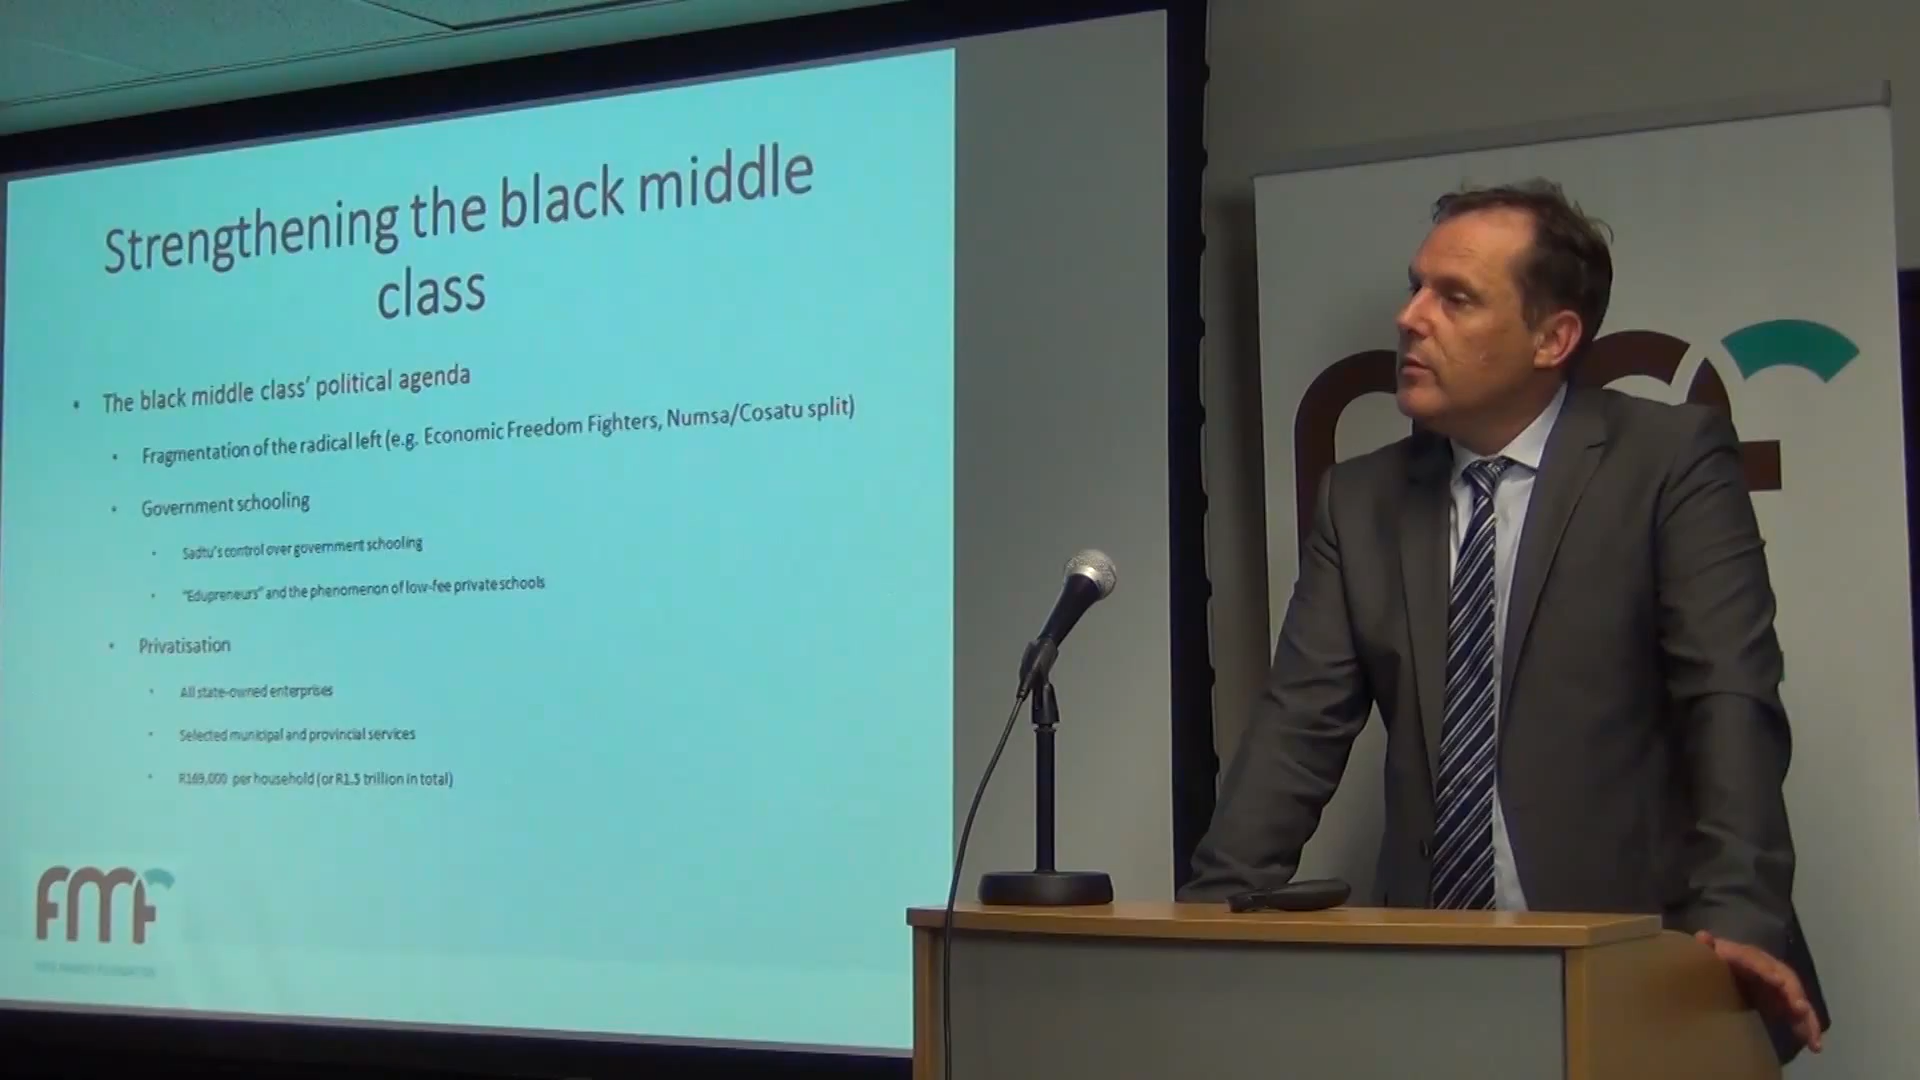 Strengthening the black middle
class
• The black middle class' political agenda
• Fragmentation of the radical left (e.g. Economic Freedom Fighters, Numsa/Cosatu split)
• Government schooling
• Sadtu's control over government schooling
• "Edupreneurs" and the phenomenon of low-fee private schools
• Privatisation
• All state-owned enterprises
• Selected municipal and provincial services
• R169,000 per household (or R1.5 trillion in total)
FMF
FREE MARKET FOUNDATION